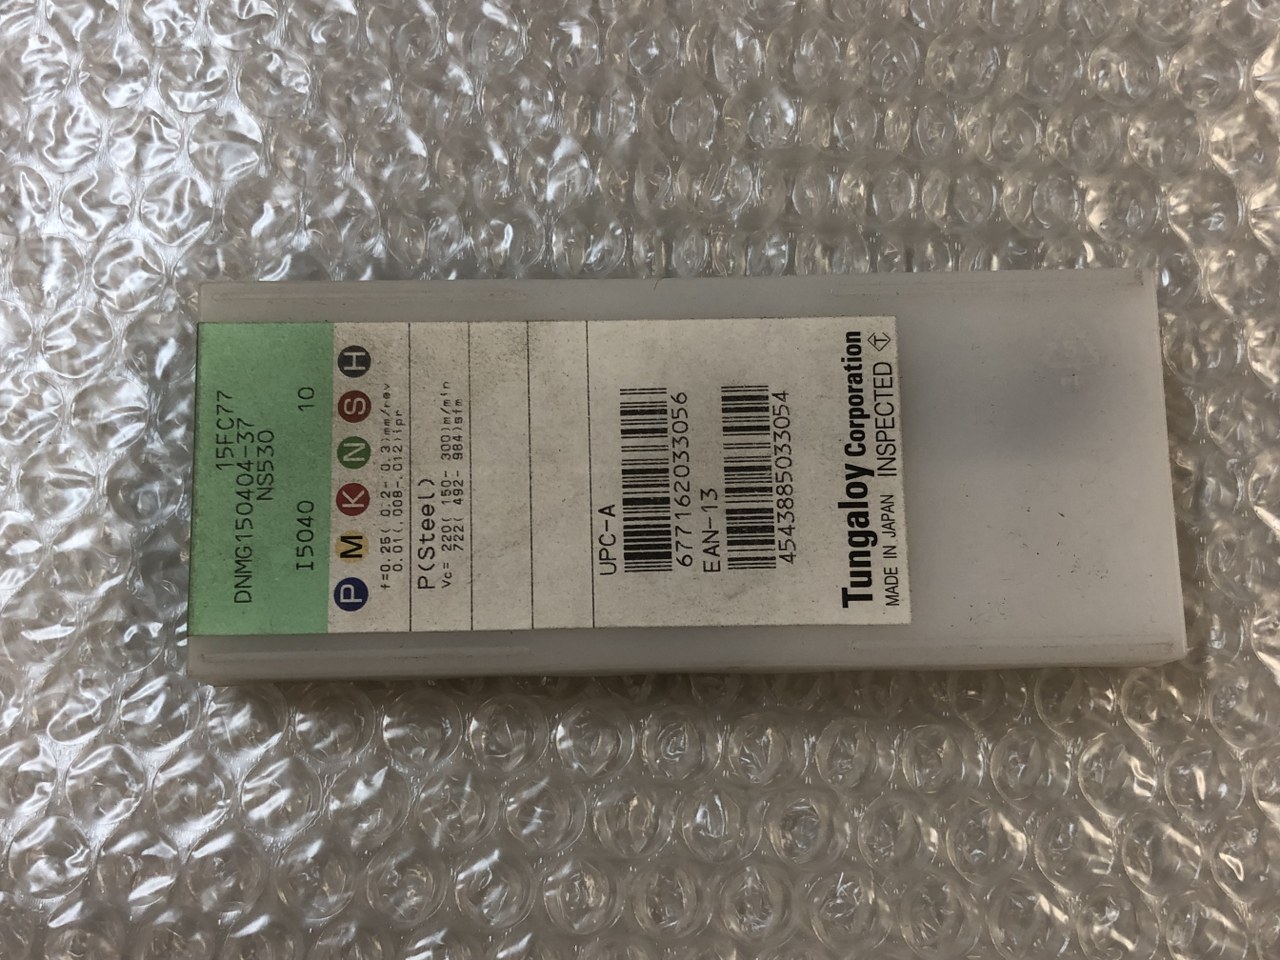 15FC77
DNMG150404-37
NS530
I5040 10
P M K N S H
f=0.25( 0.2- 0.3)mm/rev
0.01(.008-.012)ipr
P(Steel)
Vc= 220( 150- 300)m/min
722( 492- 984)sfm
UPC-A
677162033056
EAN-13
4543885033054
Tungaloy Corporation
MADE IN JAPAN INSPECTED T